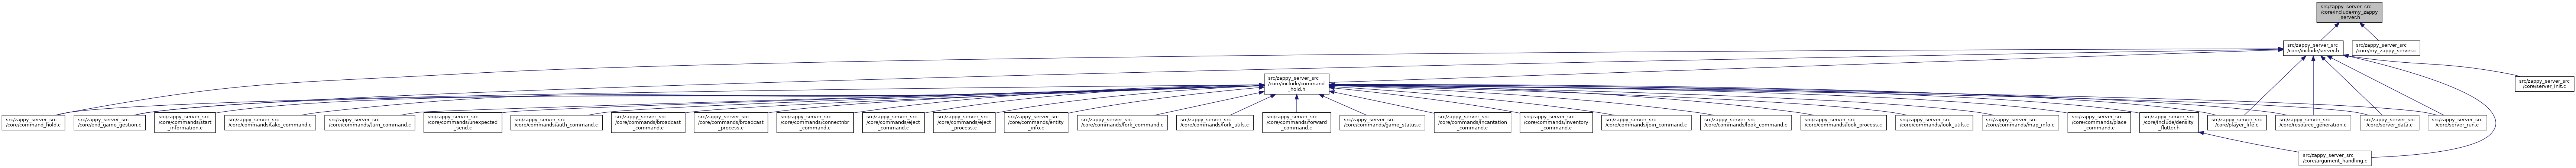 src/zappy_server_src
/core/include/my_zappy
_server.h
src/zappy_server_src
/core/include/server.h
src/zappy_server_src
/core/my_zappy_server.c
src/zappy_server_src
/core/include/command
_hold.h
src/zappy_server_src
/core/server_init.c
src/zappy_server_src
/core/command_hold.c
src/zappy_server_src
/core/end_game_gestion.c
src/zappy_server_src
/core/commands/start
_information.c
src/zappy_server_src
/core/commands/take_command.c
src/zappy_server_src
/core/commands/turn_command.c
src/zappy_server_src
/core/commands/unexpected
_send.c
src/zappy_server_src
/core/commands/auth_command.c
src/zappy_server_src
/core/commands/broadcast
_command.c
src/zappy_server_src
/core/commands/broadcast
_process.c
src/zappy_server_src
/core/commands/connectnbr
_command.c
src/zappy_server_src
/core/commands/eject
_command.c
src/zappy_server_src
/core/commands/eject
_process.c
src/zappy_server_src
/core/commands/entity
_info.c
src/zappy_server_src
/core/commands/fork_command.c
src/zappy_server_src
/core/commands/fork_utils.c
src/zappy_server_src
/core/commands/forward
_command.c
src/zappy_server_src
/core/commands/game_status.c
src/zappy_server_src
/core/commands/incantation
_command.c
src/zappy_server_src
/core/commands/inventory
_command.c
src/zappy_server_src
/core/commands/join_command.c
src/zappy_server_src
/core/commands/look_command.c
src/zappy_server_src
/core/commands/look_process.c
src/zappy_server_src
/core/commands/look_utils.c
src/zappy_server_src
/core/commands/map_info.c
src/zappy_server_src
/core/commands/place
_command.c
src/zappy_server_src
/core/include/density
_flutter.h
src/zappy_server_src
/core/player_life.c
src/zappy_server_src
/core/resource_generation.c
src/zappy_server_src
/core/server_data.c
src/zappy_server_src
/core/server_run.c
src/zappy_server_src
/core/argument_handling.c